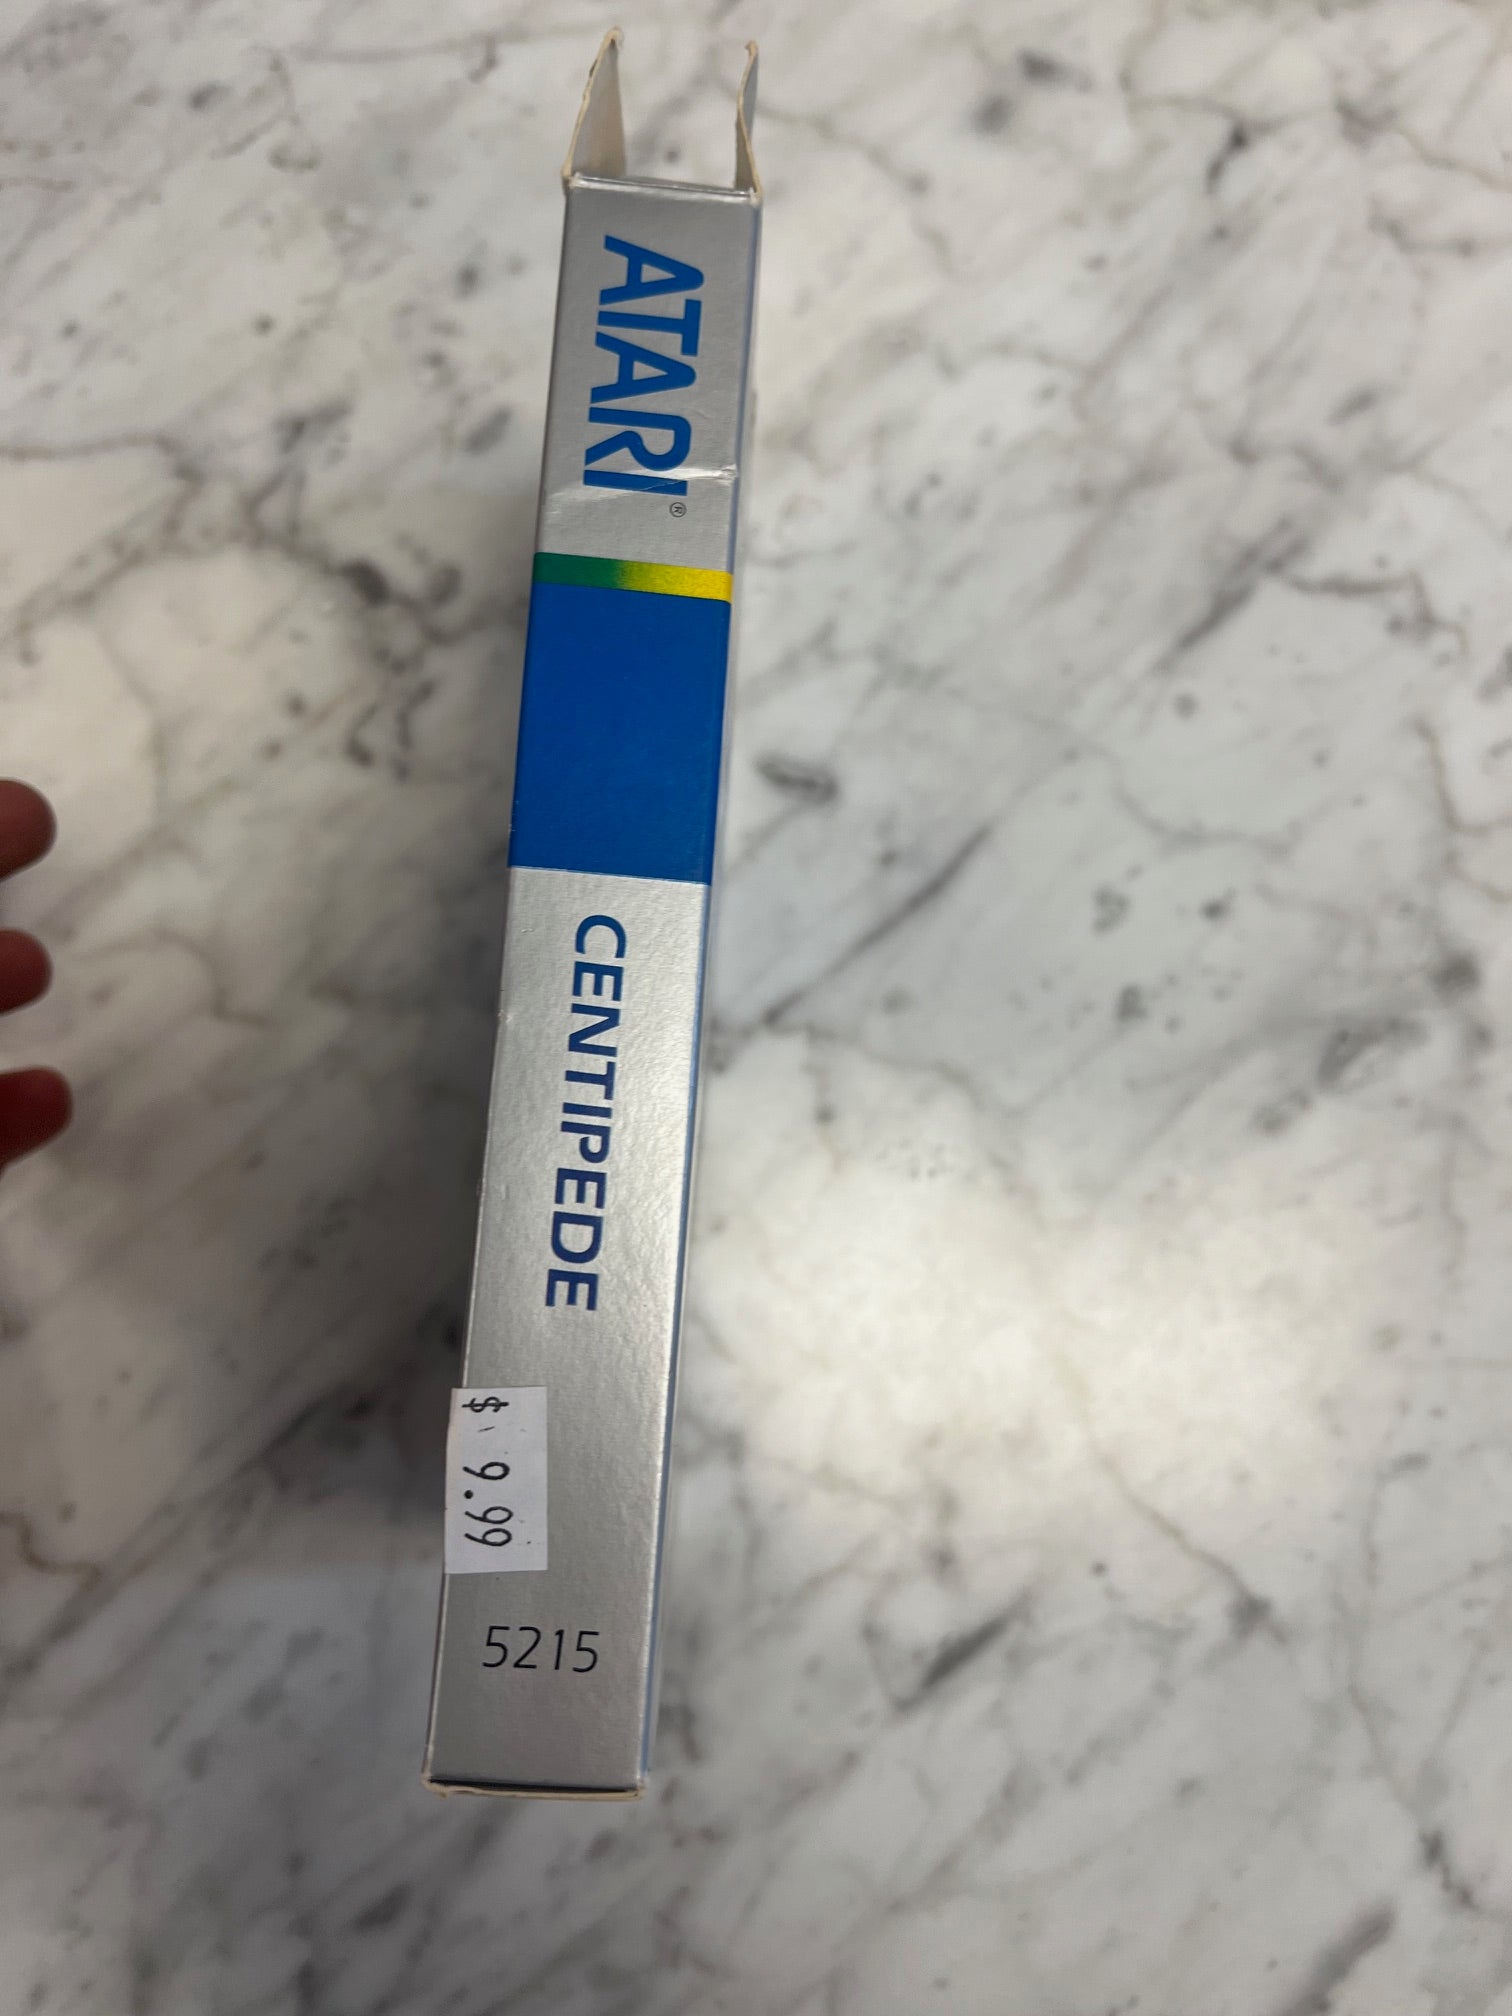 ATARI®
CENTIPEDE
$ 9.99
5215